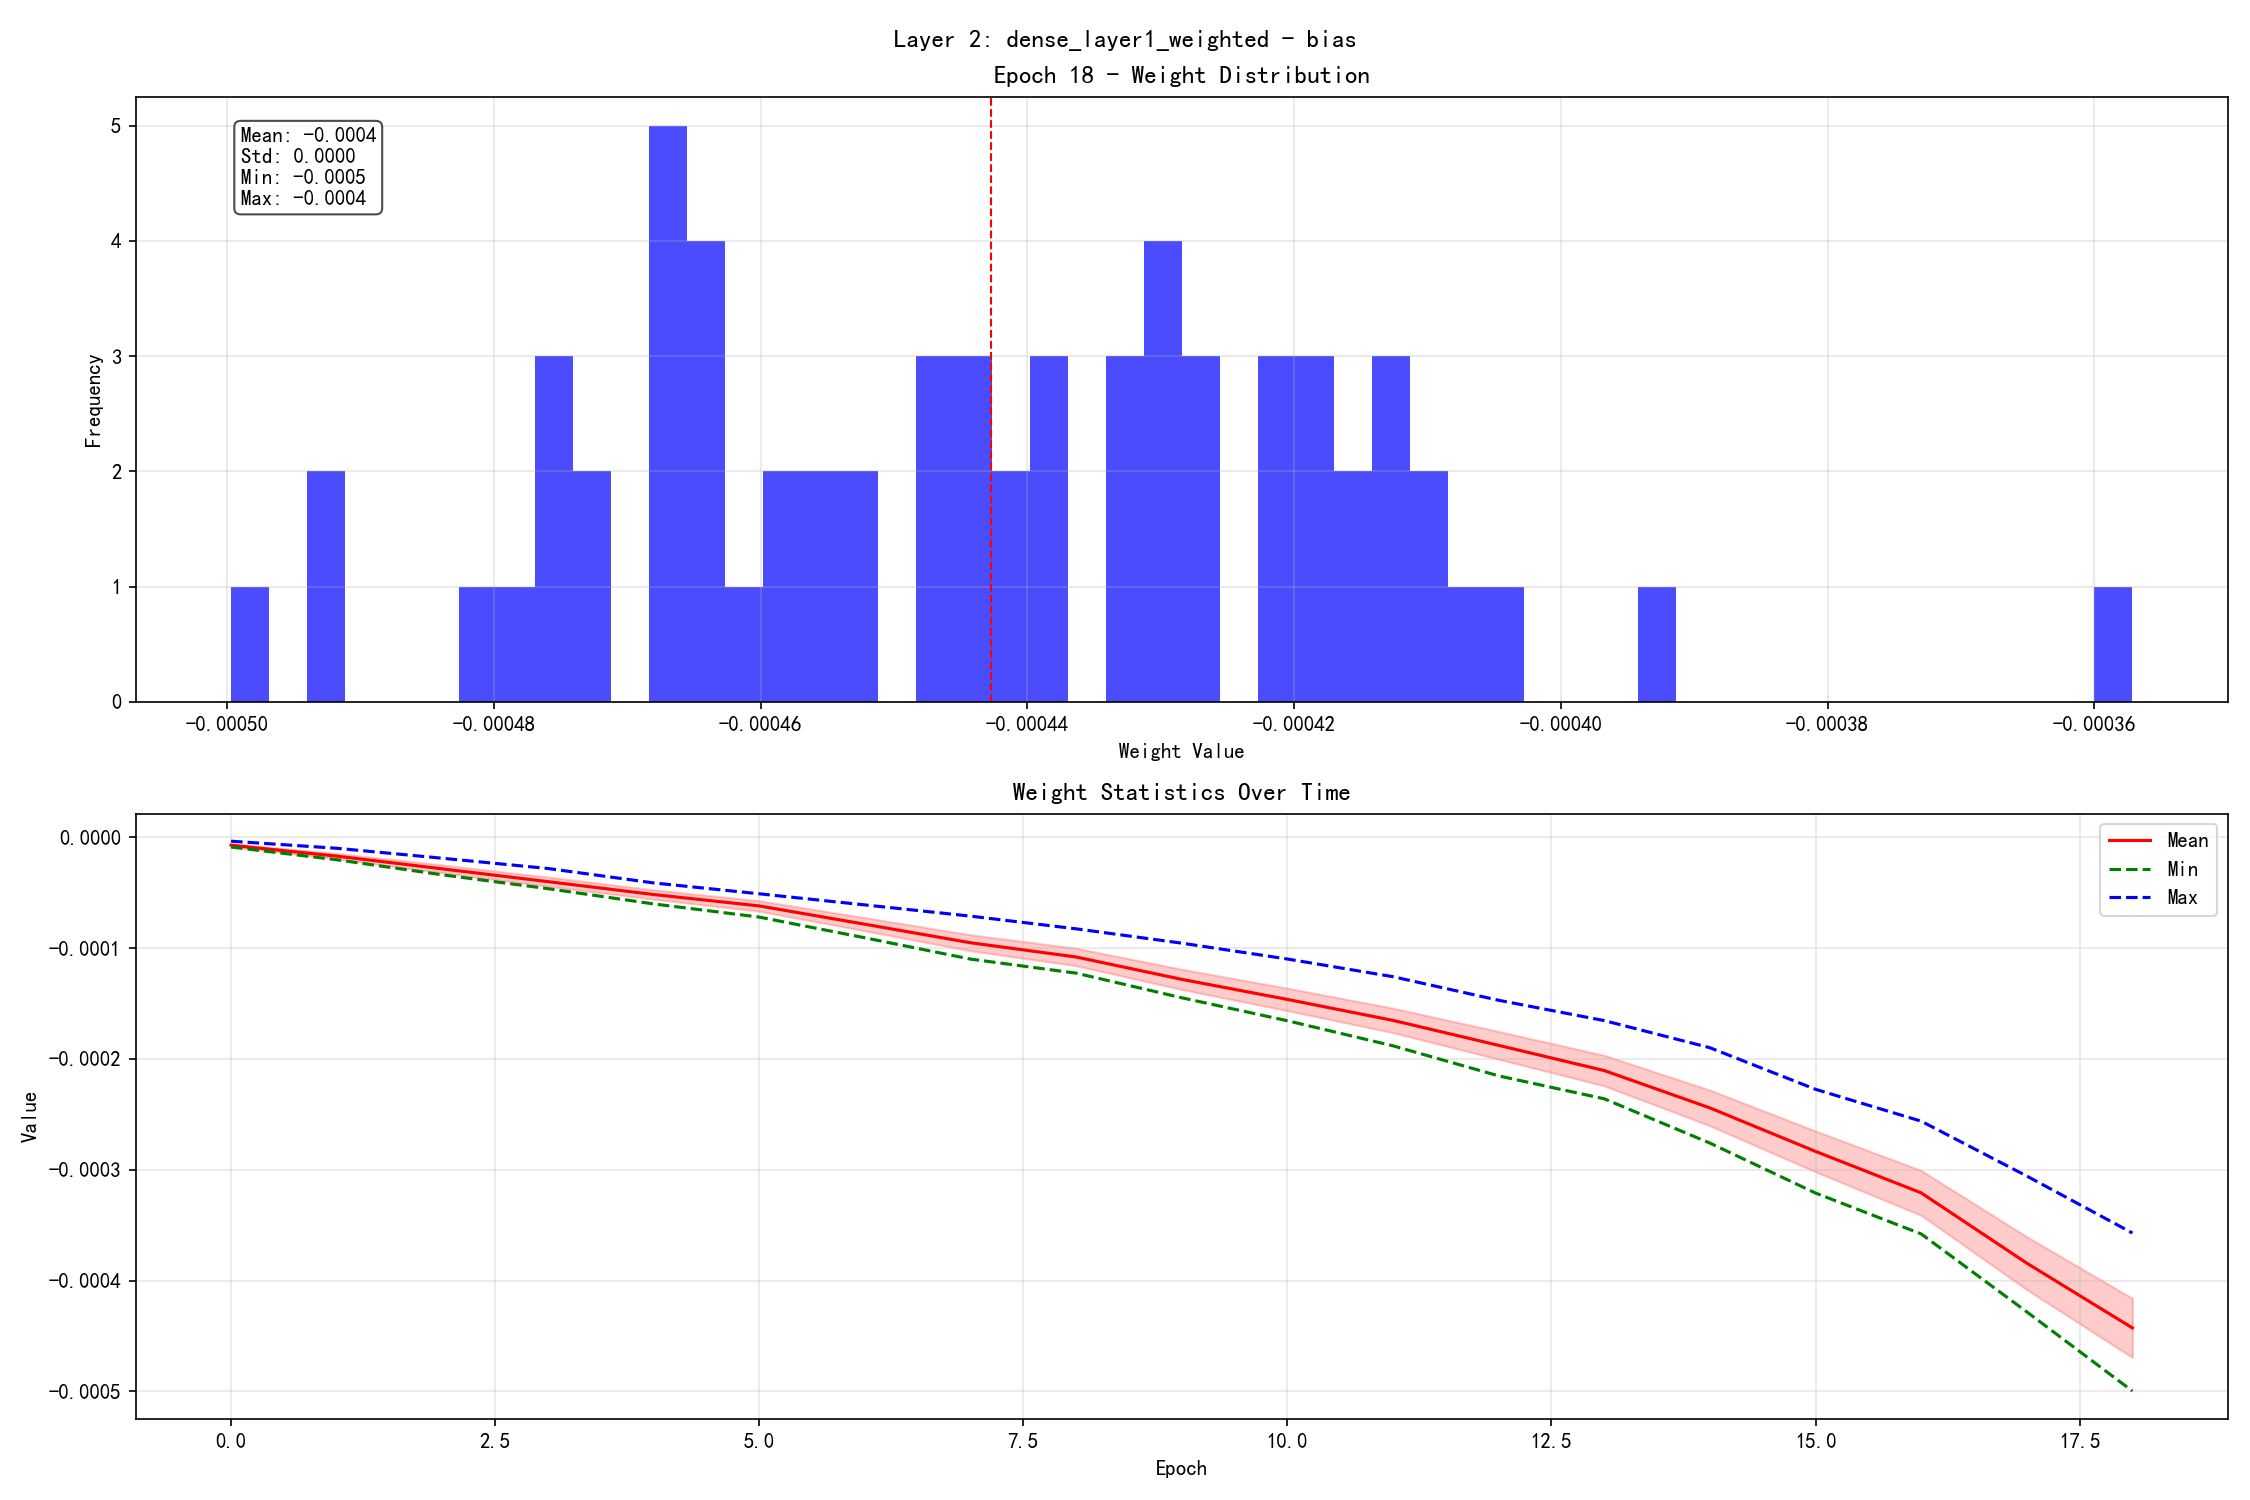 Layer 2: dense_layer1_weighted - bias
Epoch 18 - Weight Distribution
Mean: -0.0004
Std: 0.0000
Min: -0.0005
Max: -0.0004
5
4
3
2
1
0
Frequency
-0.00050 -0.00048 -0.00046 -0.00044 -0.00042 -0.00040 -0.00038 -0.00036
Weight Value
Weight Statistics Over Time
Mean
Min
Max
0.0000
-0.0001
-0.0002
-0.0003
-0.0004
-0.0005
Value
0.0 2.5 5.0 7.5 10.0 12.5 15.0 17.5
Epoch